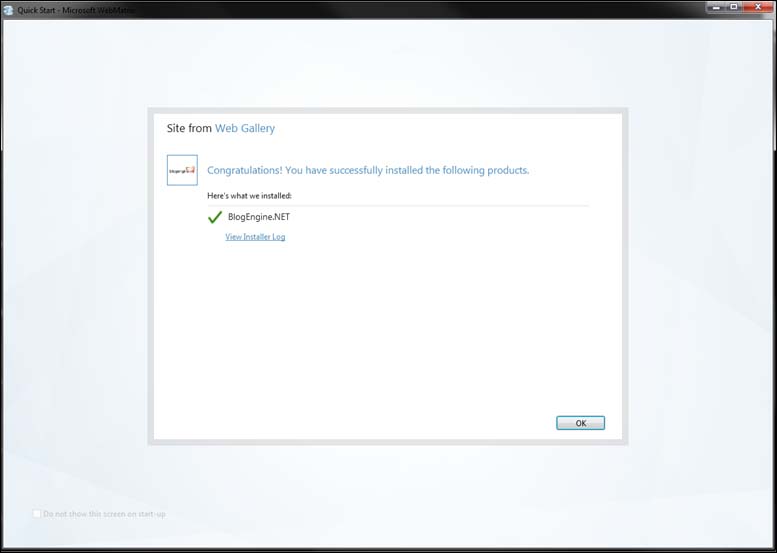 Quick Start - Microsoft WebMatrix
Site from Web Gallery
Congratulations! You have successfully installed the following products.
Here's what we installed:
BlogEngine.NET
View Installer Log
OK
Do not show this screen on start-up